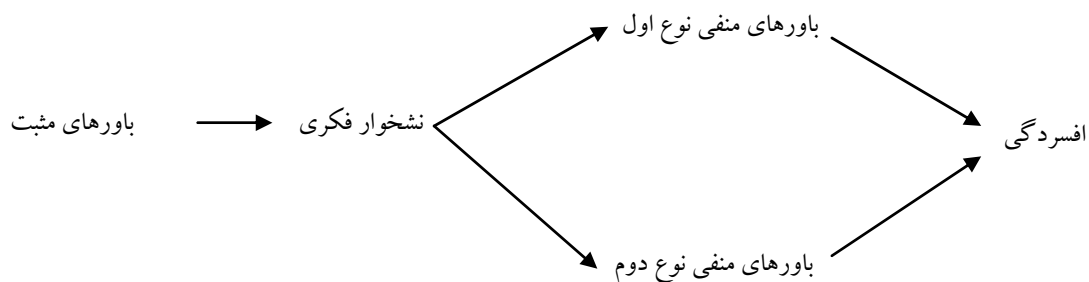 باورهای منفی نوع اول
باورهای مثبت
نشخوار فکری
افسردگی
باورهای منفی نوع دوم